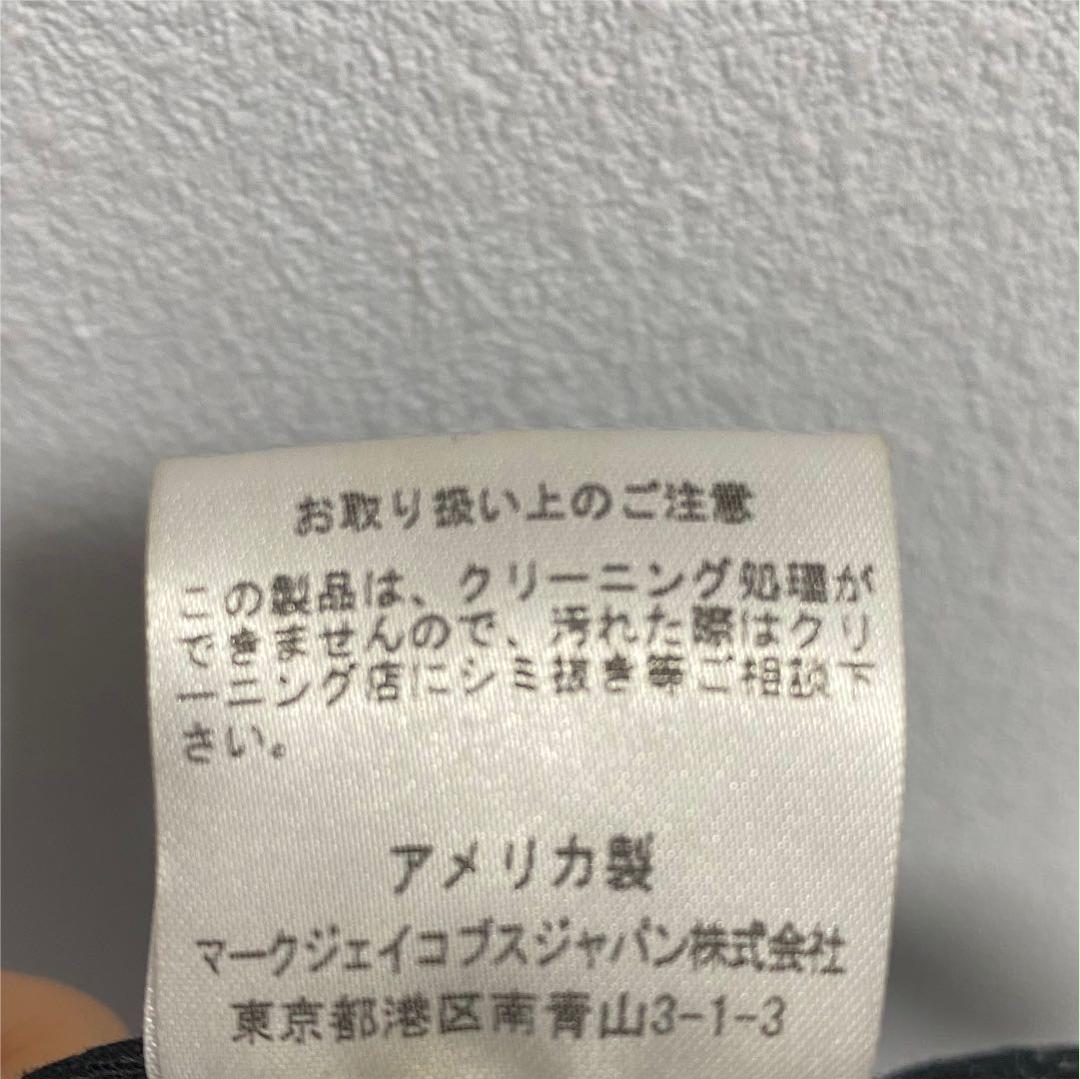 お取り扱い上のご注意
この製品は、クリーニング処理が
できませんので、汚れた際はクリ
ーニング店にシミ抜き等ご相談下
さい。
アメリカ製
マークジェイコブスジャパン株式会社
東京都港区南青山3-1-3